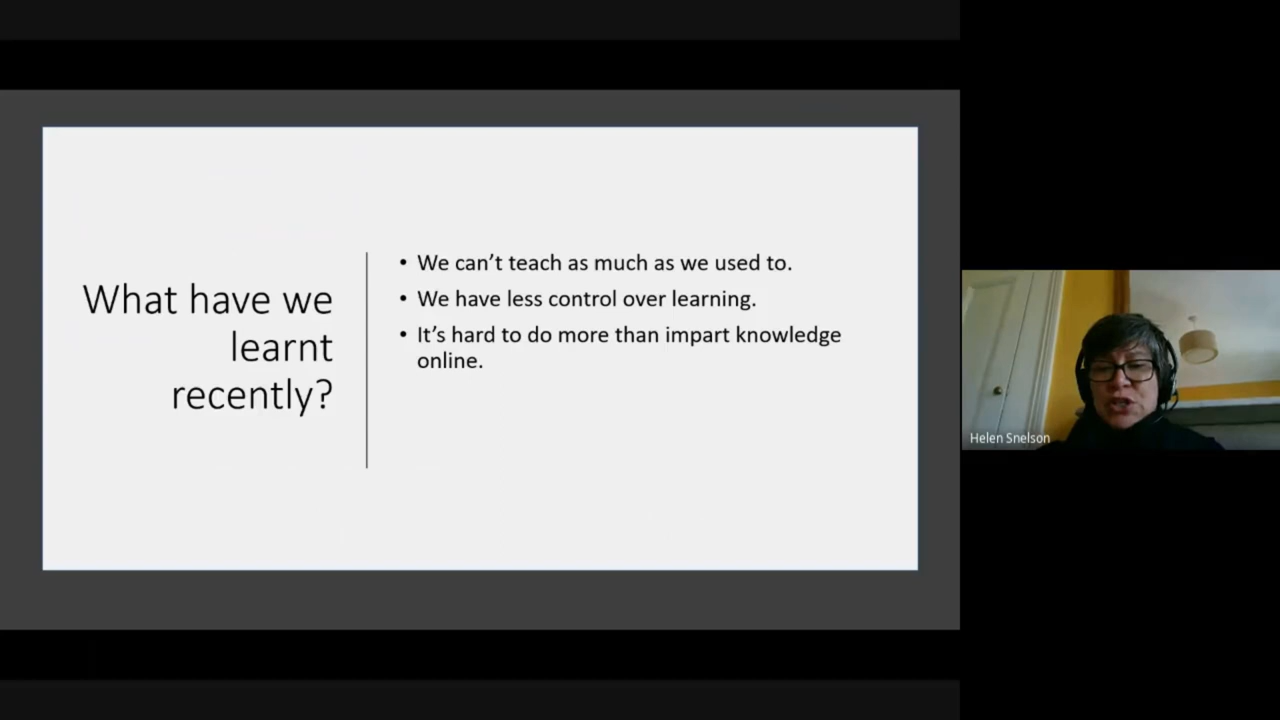 What have we
learnt
recently?
• We can’t teach as much as we used to.
• We have less control over learning.
• It’s hard to do more than impart knowledge
online.
Helen Snelson